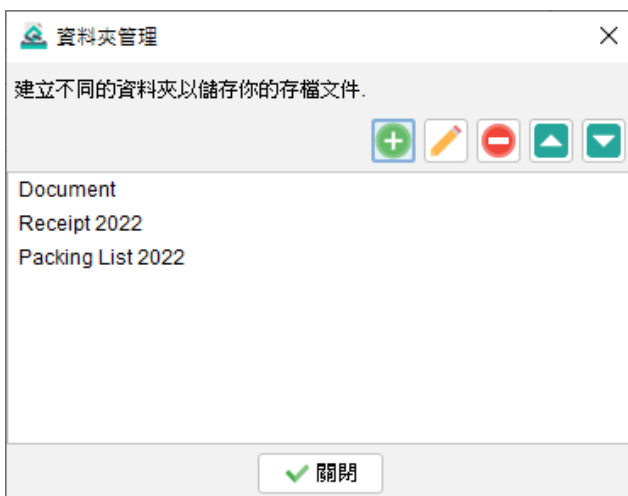 資料夾管理
建立不同的資料夾以儲存你的存檔文件.
Document
Receipt 2022
Packing List 2022
關閉